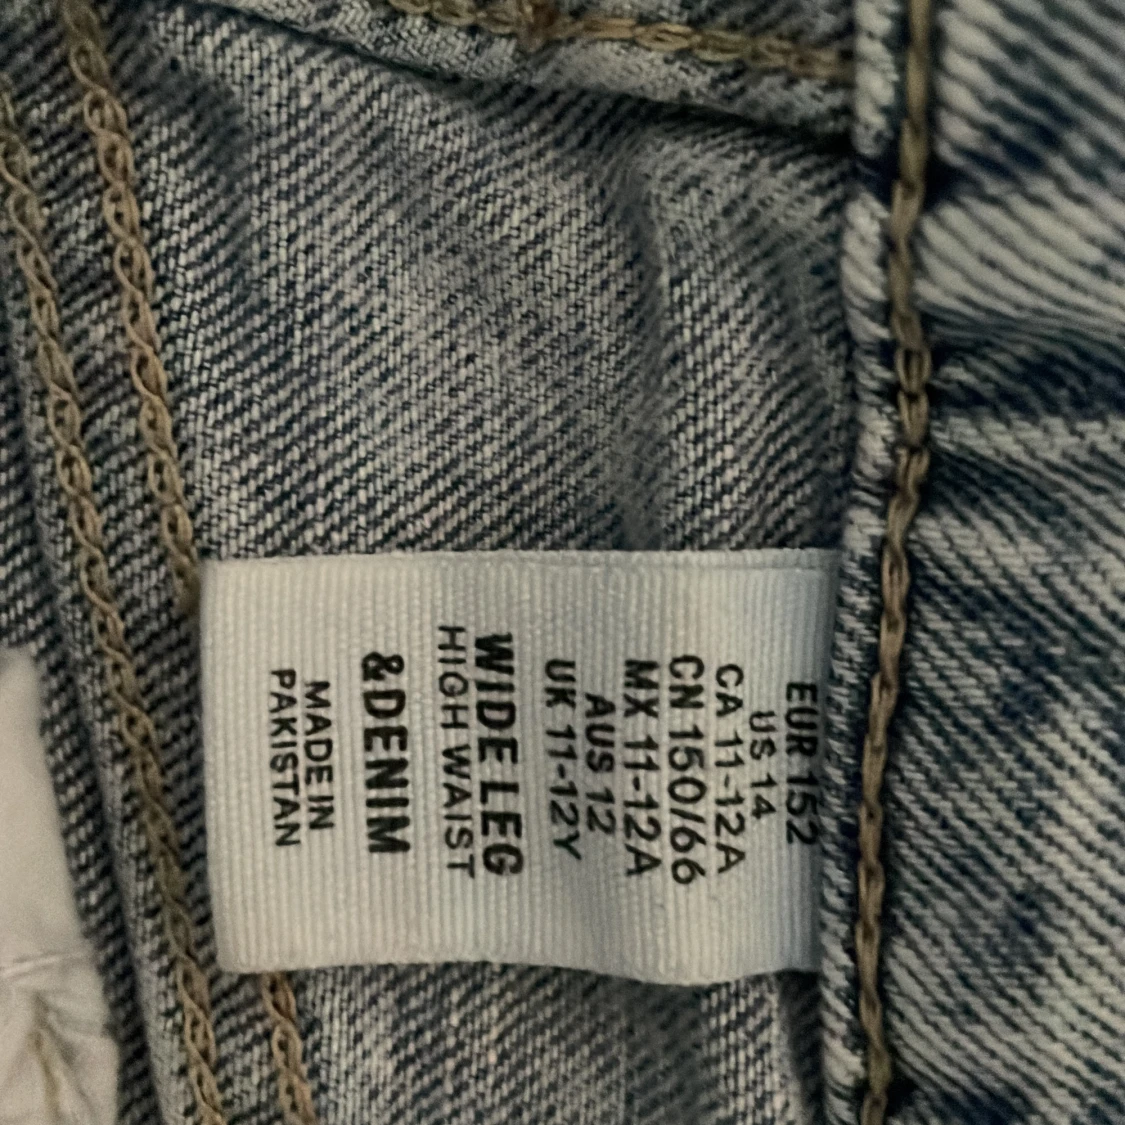 EUR 152
US 14
CA 11-12A
CN 150/66
MX 11-12A
AUS 12
UK 11-12Y
WIDE LEG
HIGH WAIST
&DENIM
MADE IN
PAKISTAN